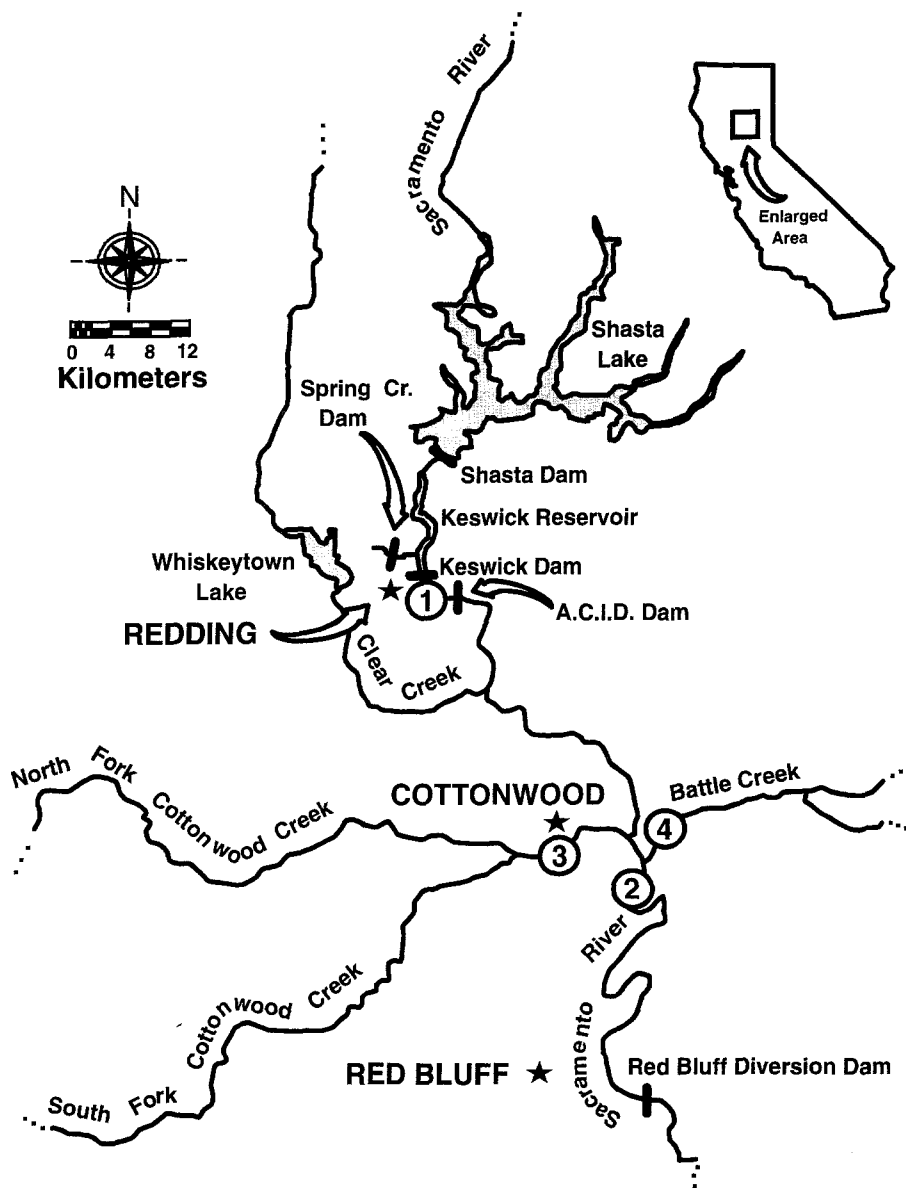 Sacramento River
N
0 4 8 12
Kilometers
Enlarged
Area
Shasta
Lake
Spring Cr.
Dam
Shasta Dam
Keswick Reservoir
Whiskeytown
Lake
Keswick Dam
1
A.C.I.D. Dam
REDDING
Clear Creek
North Fork Cottonwood Creek
COTTONWOOD
Battle Creek
4
3
2
Sacramento River
South Fork Cottonwood Creek
RED BLUFF
Red Bluff Diversion Dam